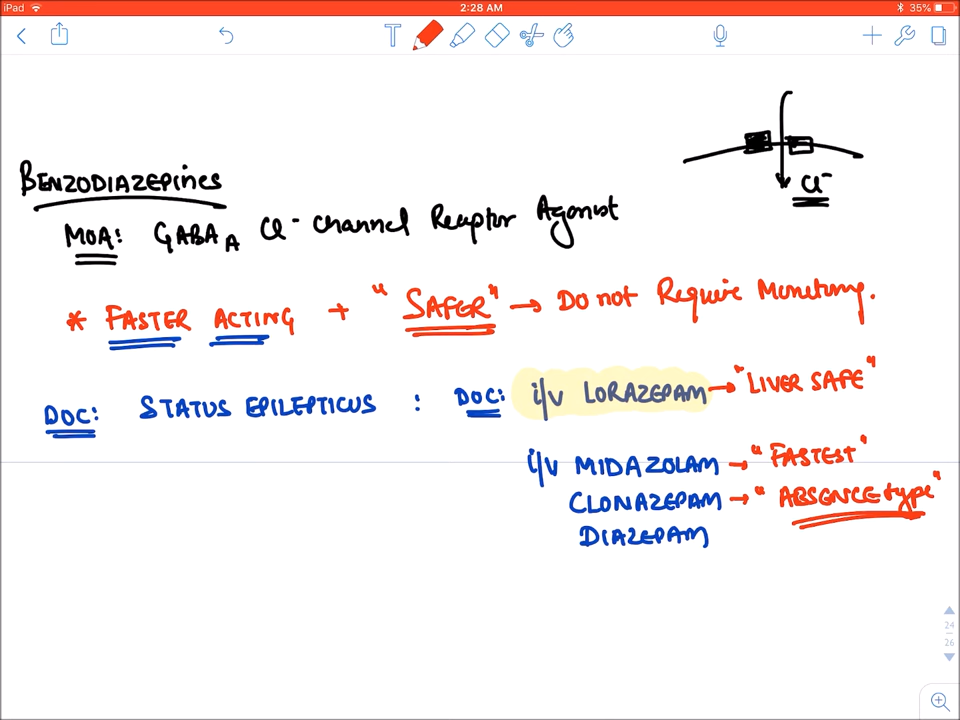 iPad 2:28 AM 35%
T
Cl⁻
BENZODIAZEPINES
MOA: GABA A Cl⁻ channel Receptor Agonist
* FASTER ACTING + "SAFER" → Do not Require Monitoring.
DOC: STATUS EPILEPTICUS : DOC: i/v LORAZEPAM → "LIVER SAFE"
i/v MIDAZOLAM → "FASTEST"
CLONAZEPAM → "ABSENCE type"
DIAZEPAM
24
26